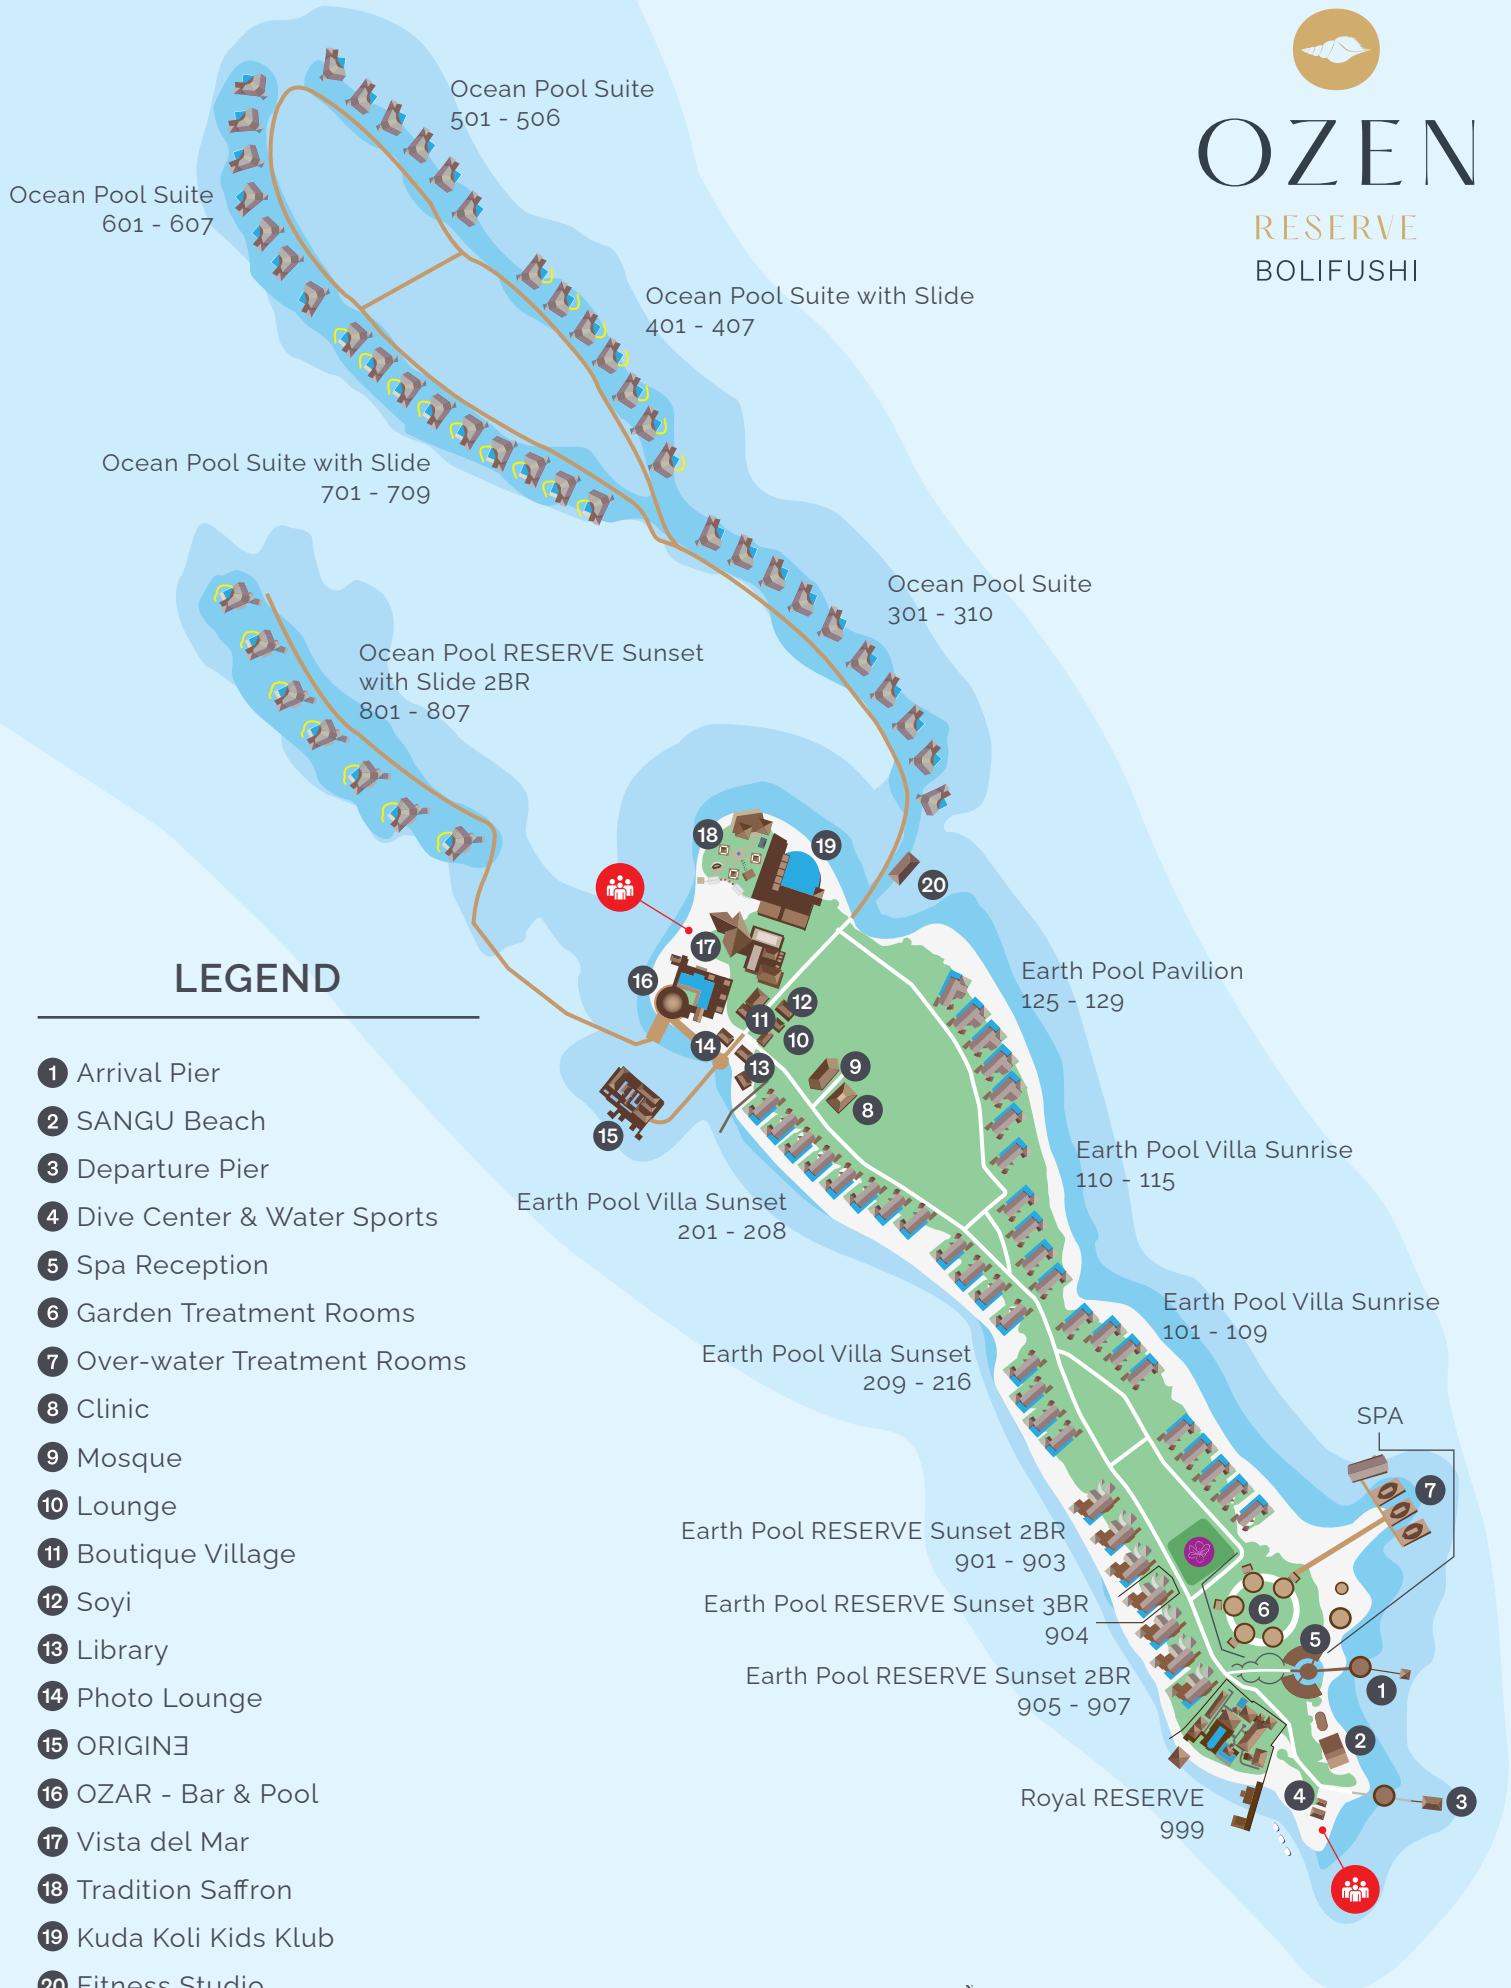 OZEN
RESERVE
BOLIFUSHI
Ocean Pool Suite
501 - 506
Ocean Pool Suite
601 - 607
Ocean Pool Suite with Slide
401 - 407
Ocean Pool Suite with Slide
701 - 709
Ocean Pool Suite
301 - 310
Ocean Pool RESERVE Sunset
with Slide 2BR
801 - 807
18
19
20
17
16
12
11
10
14
13
9
8
15
Earth Pool Pavilion
125 - 129
Earth Pool Villa Sunrise
110 - 115
Earth Pool Villa Sunset
201 - 208
Earth Pool Villa Sunrise
101 - 109
Earth Pool Villa Sunset
209 - 216
SPA
7
Earth Pool RESERVE Sunset 2BR
901 - 903
Earth Pool RESERVE Sunset 3BR
904
6
5
Earth Pool RESERVE Sunset 2BR
905 - 907
1
2
Royal RESERVE
999
4
3
LEGEND
1 Arrival Pier
2 SANGU Beach
3 Departure Pier
4 Dive Center & Water Sports
5 Spa Reception
6 Garden Treatment Rooms
7 Over-water Treatment Rooms
8 Clinic
9 Mosque
10 Lounge
11 Boutique Village
12 Soyi
13 Library
14 Photo Lounge
15 ORIGINƎ
16 OZAR - Bar & Pool
17 Vista del Mar
18 Tradition Saffron
19 Kuda Koli Kids Klub
20 Fitness Studio